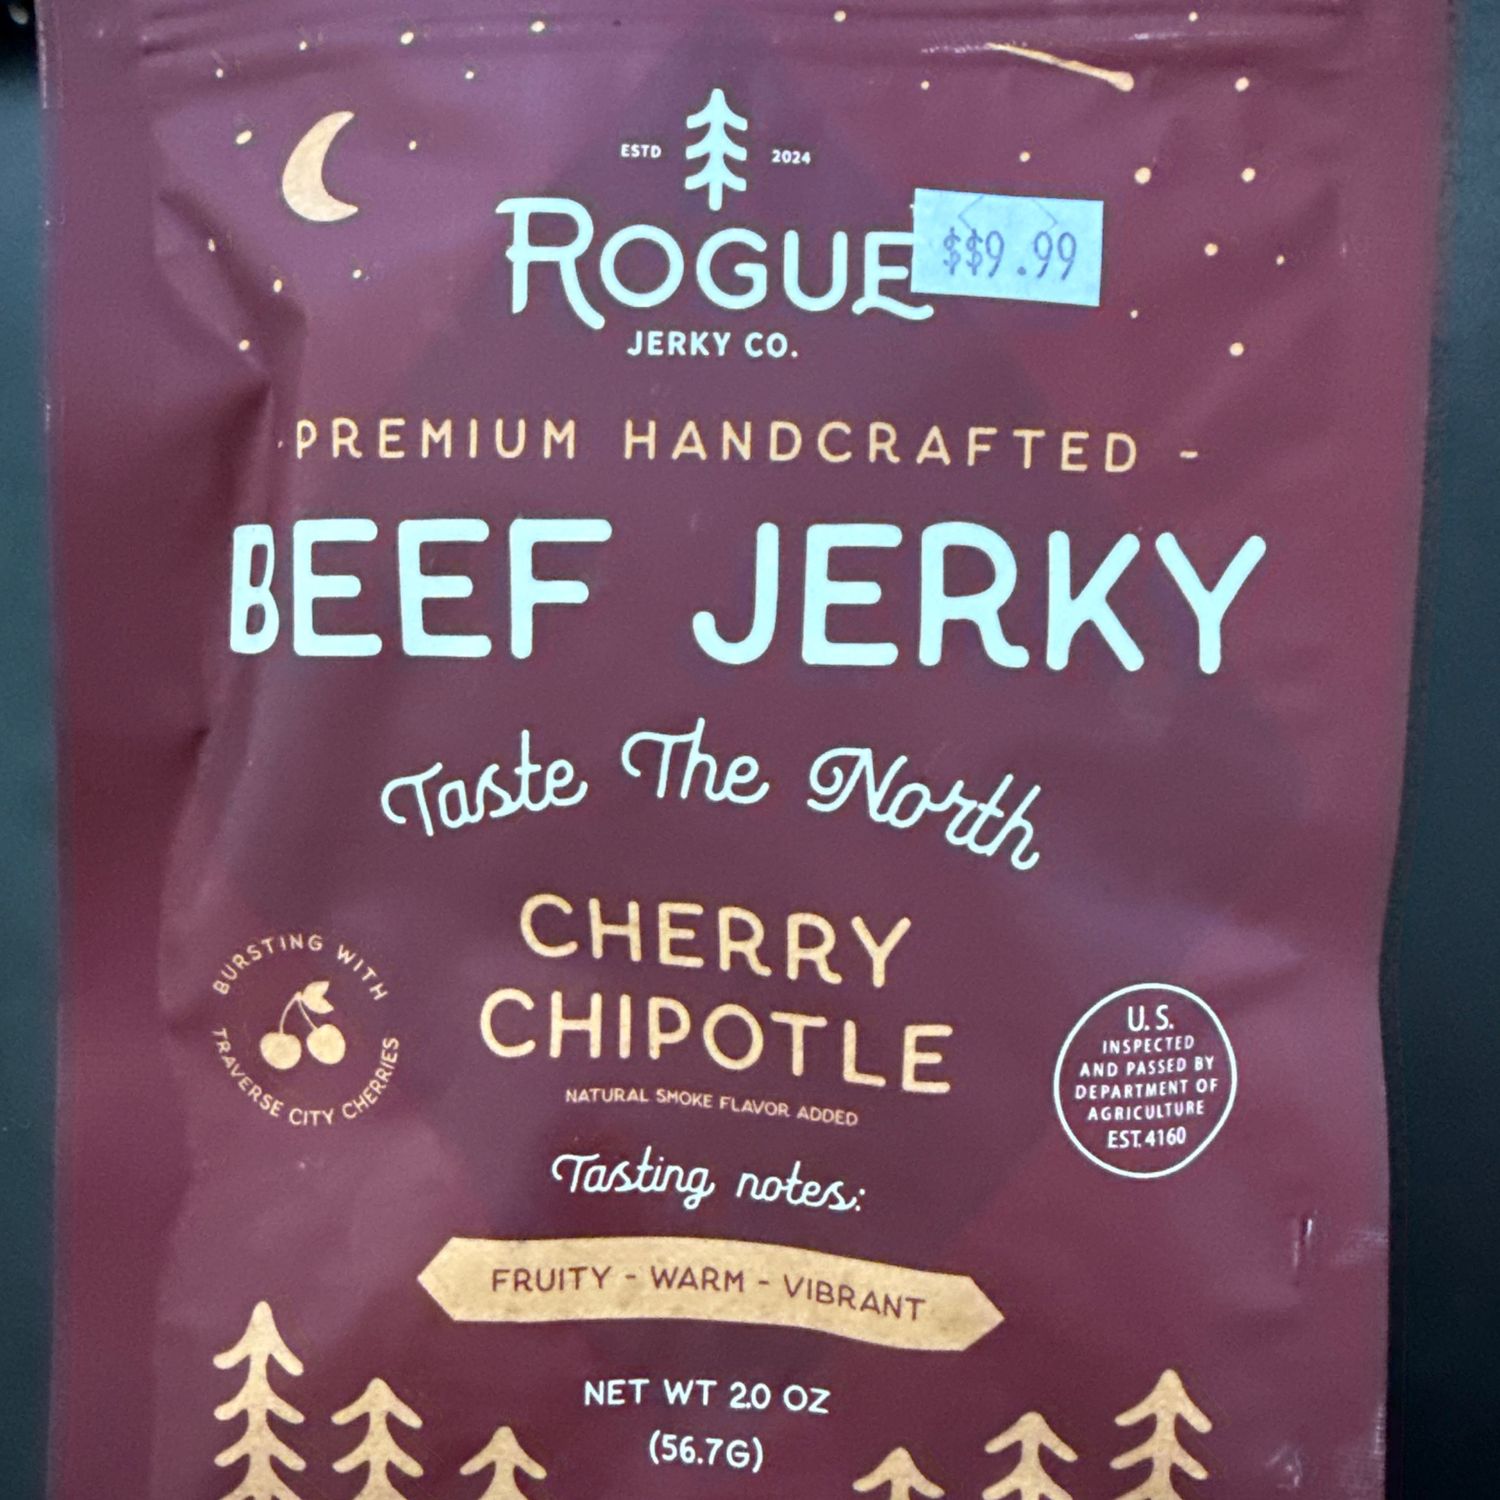 ESTD 2024
ROGUE
$$9.99
JERKY CO.
-PREMIUM HANDCRAFTED -
BEEF JERKY
Taste The North
CHERRY
CHIPOTLE
NATURAL SMOKE FLAVOR ADDED
BURSTING WITH
TRAVERSE CITY CHERRIES
U.S.
INSPECTED
AND PASSED BY
DEPARTMENT OF
AGRICULTURE
EST.4160
Tasting notes:
FRUITY - WARM - VIBRANT
NET WT 2.0 OZ
(56.7G)